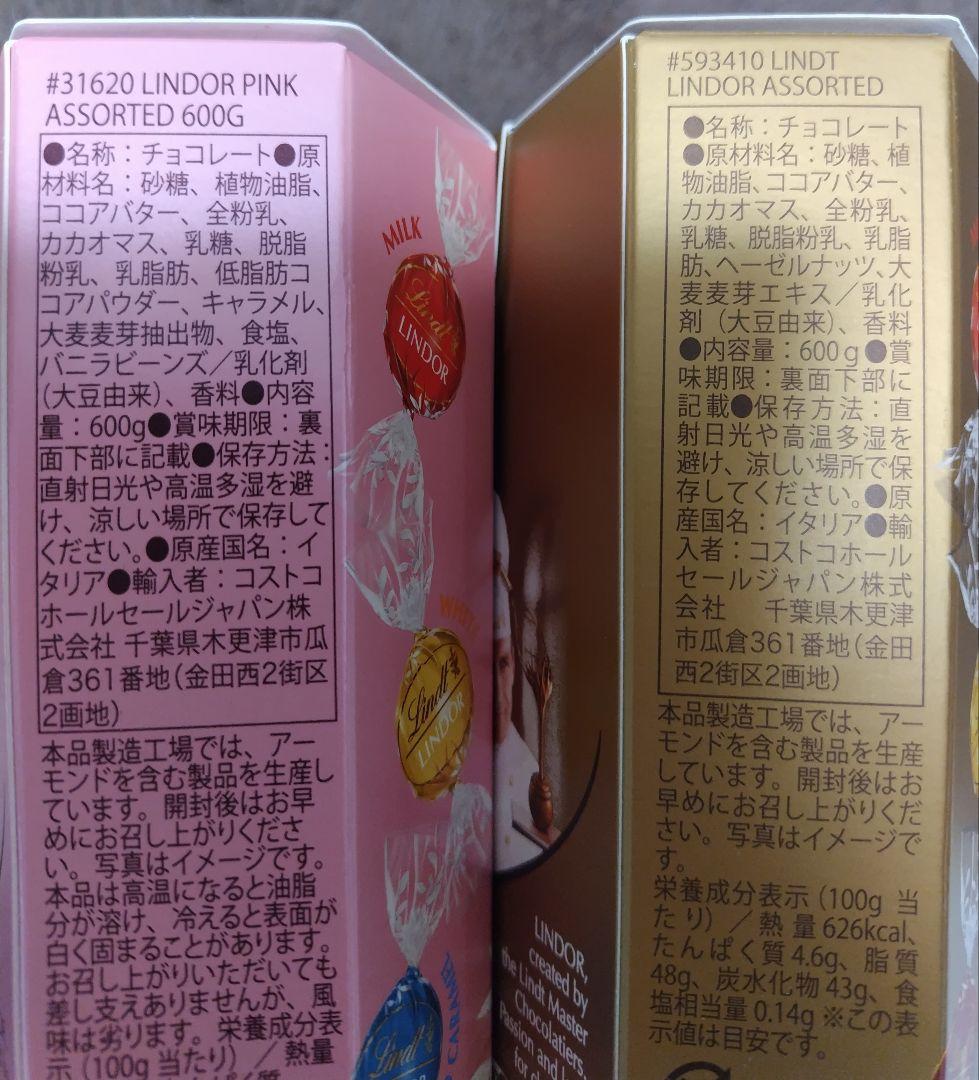 #31620 LINDOR PINK
ASSORTED 600G
●名称：チョコレート●原
材料名：砂糖、植物油脂、
ココアバター、全粉乳、
カカオマス、乳糖、脱脂
粉乳、乳脂肪、低脂肪コ
コアパウダー、キャラメル、
大麦麦芽抽出物、食塩、
バニラビーンズ／乳化剤
（大豆由来）、香料●内容
量：600g●賞味期限：裏
面下部に記載●保存方法：
直射日光や高温多湿を避
け、涼しい場所で保存して
ください。●原産国名：イ
タリア●輸入者：コストコ
ホールセールジャパン株
式会社 千葉県木更津市瓜
倉361番地（金田西2街区
2画地）
本品製造工場では、アー
モンドを含む製品を生産し
ています。開封後はお早
めにお召し上がりくださ
い。写真はイメージです。
本品は高温になると油脂
分が溶け、冷えると表面が
白く固まることがあります。
お召し上がりいただいても
差し支えありませんが、風
味は劣ります。栄養成分表
示（100g 当たり）／熱量
MILK
Lindt
LINDOR
WHITE
Lindt
LINDOR
CARAMEL
Lindt
LINDOR,
created by
the Lindt Master
Chocolatiers.
Passion and
for
#593410 LINDT
LINDOR ASSORTED
●名称：チョコレート
●原材料名：砂糖、植
物油脂、ココアバター、
カカオマス、全粉乳、
乳糖、脱脂粉乳、乳脂
肪、ヘーゼルナッツ、大
麦麦芽エキス／乳化
剤（大豆由来）、香料
●内容量：600g●賞
味期限：裏面下部に
記載●保存方法：直
射日光や高温多湿を
避け、涼しい場所で保
存してください。●原
産国名：イタリア●輸
入者：コストコホール
セールジャパン株式
会社 千葉県木更津
市瓜倉361番地（金田
西2街区2画地）
本品製造工場では、アー
モンドを含む製品を生産
しています。開封後はお
早めにお召し上がりくだ
さい。写真はイメージで
す。
栄養成分表示（100g 当
たり）／熱量626kcal、
たんぱく質4.6g、脂質
48g、炭水化物43g、食
塩相当量0.14g ※この表
示値は目安です。